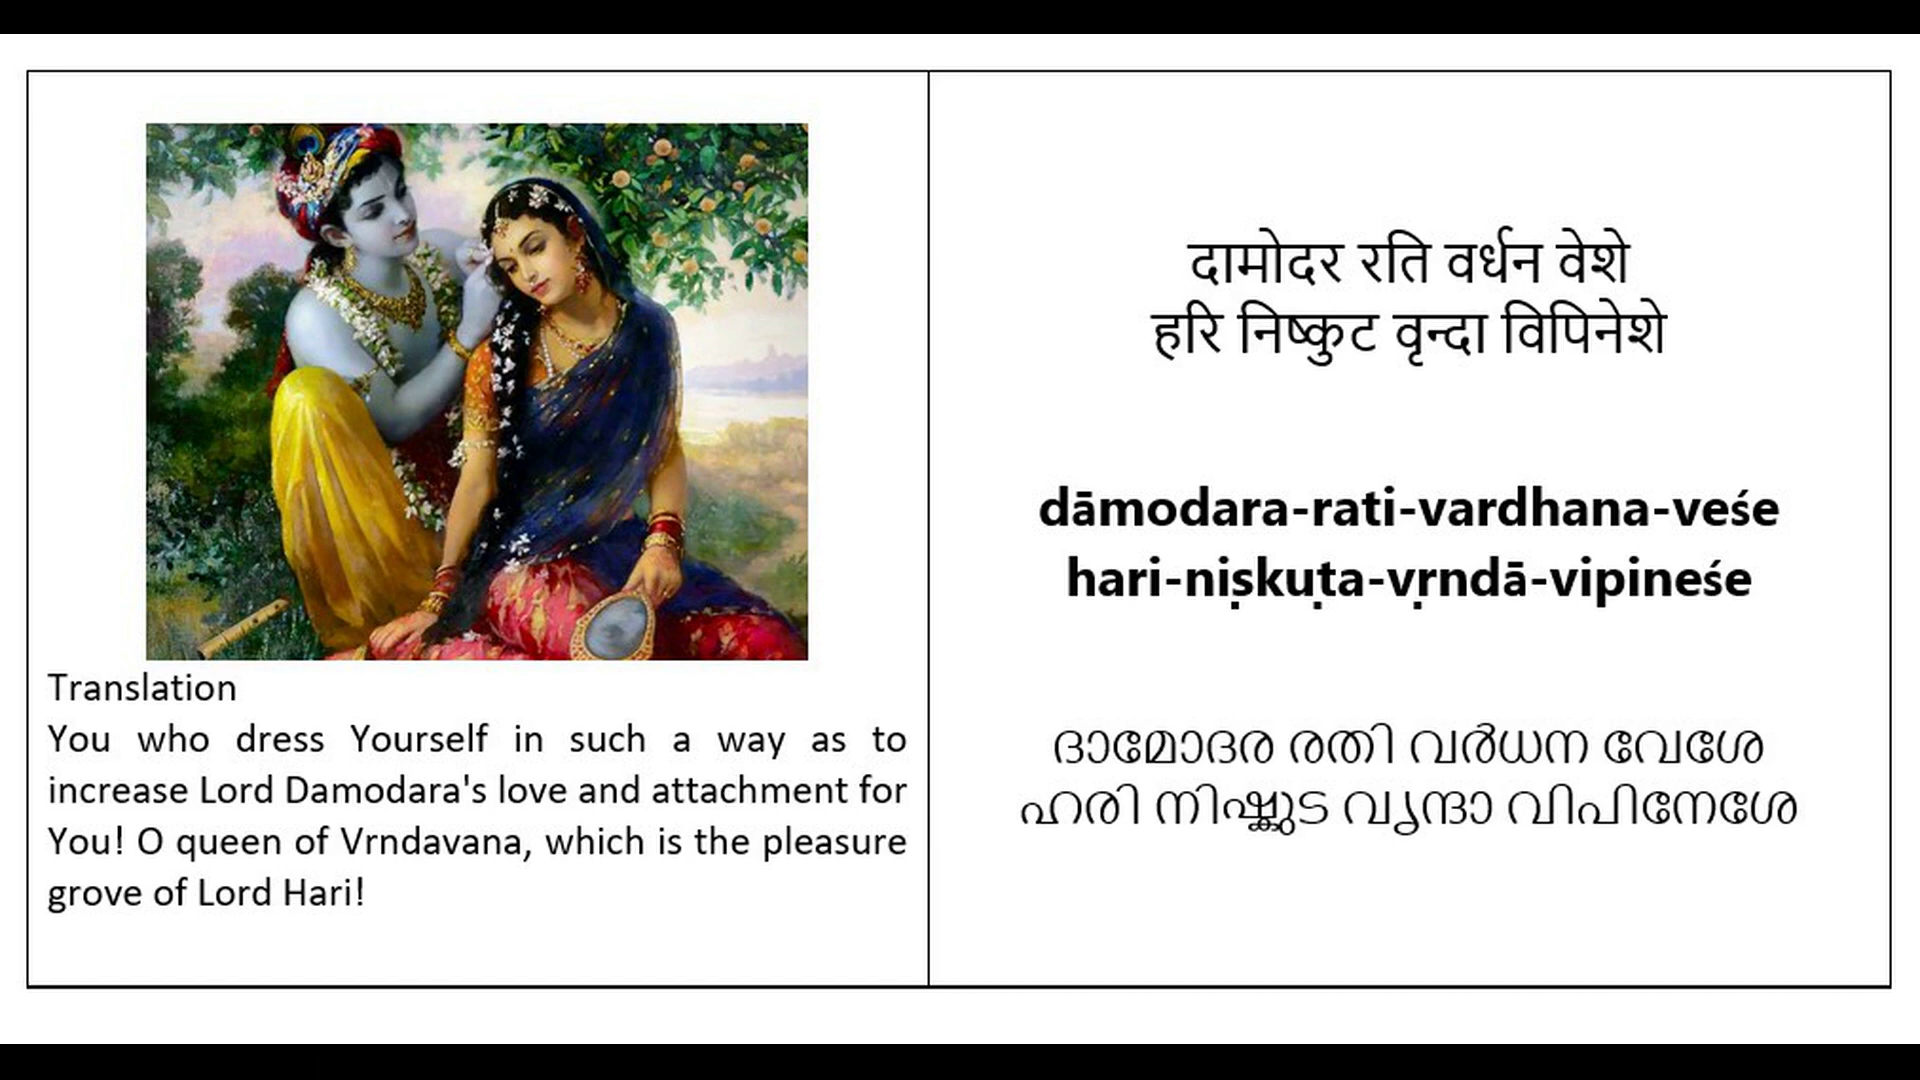 Translation
You who dress Yourself in such a way as to
increase Lord Damodara's love and attachment for
You! O queen of Vrndavana, which is the pleasure
grove of Lord Hari!
दामोदर रति वर्धन वेशे
हरि निष्कुट वृन्दा विपिनेशे
dāmodara-rati-vardhana-veśe
hari-niṣkuṭa-vṛndā-vipineśe
ദാമോദര രതി വർധന വേശേ
ഹരി നിഷ്കുട വൃന്ദാ വിപിനേശേ